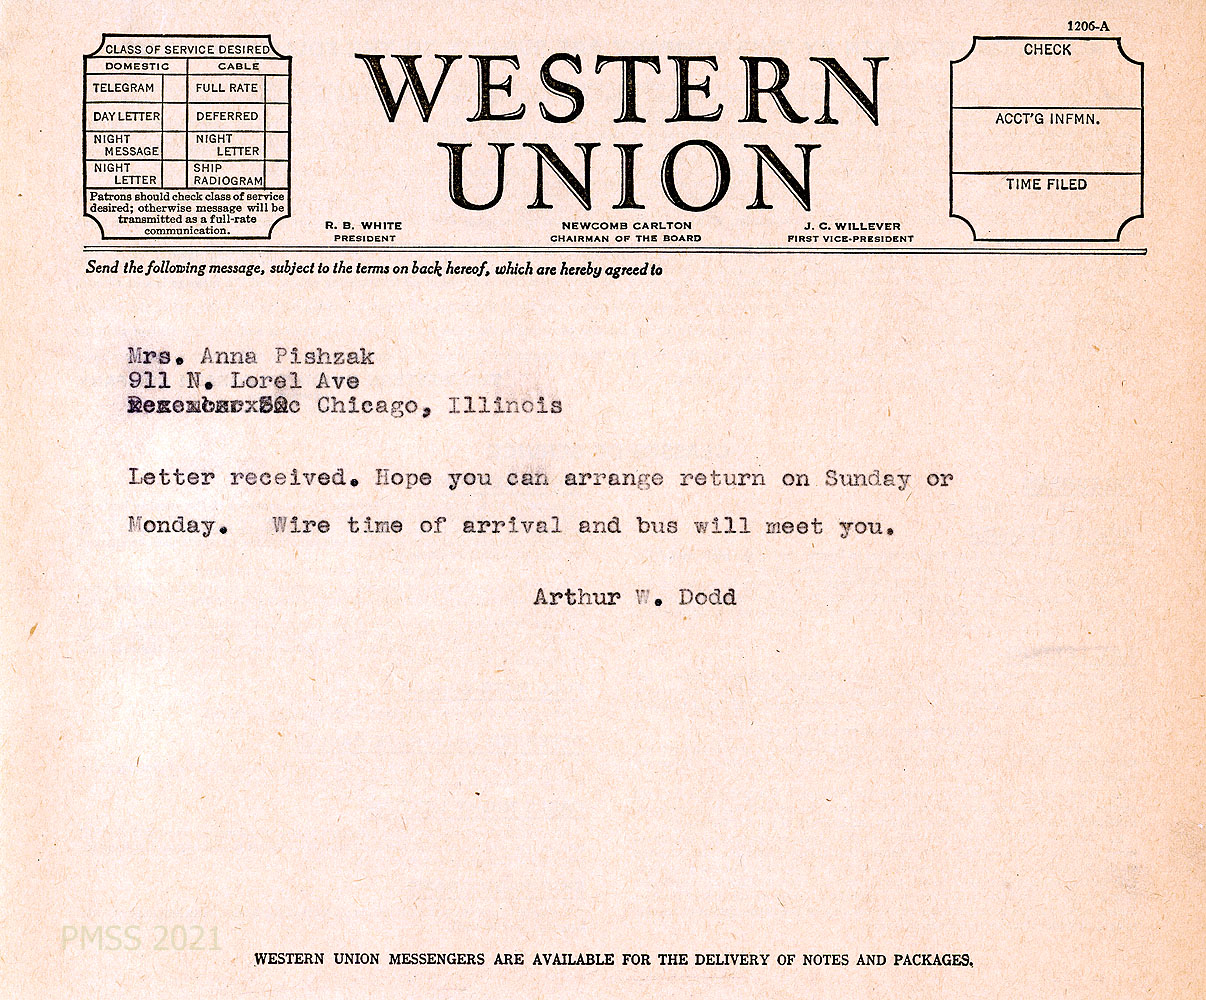 1206-A
CLASS OF SERVICE DESIRED
DOMESTIC CABLE
TELEGRAM FULL RATE
DAY LETTER DEFERRED
NIGHT MESSAGE NIGHT LETTER
NIGHT LETTER SHIP RADIOGRAM
Patrons should check class of service
desired; otherwise message will be
transmitted as a full-rate
communication.
WESTERN
UNION
R. B. WHITE
PRESIDENT
NEWCOMB CARLTON
CHAIRMAN OF THE BOARD
J. C. WILLEVER
FIRST VICE-PRESIDENT
CHECK
ACCT'G INFMN.
TIME FILED
Send the following message, subject to the terms on back hereof, which are hereby agreed to
Mrs. Anna Pishzak
911 N. Lorel Ave
Chicago, Illinois
Letter received. Hope you can arrange return on Sunday or
Monday. Wire time of arrival and bus will meet you.
Arthur W. Dodd
PMSS 2021
WESTERN UNION MESSENGERS ARE AVAILABLE FOR THE DELIVERY OF NOTES AND PACKAGES.